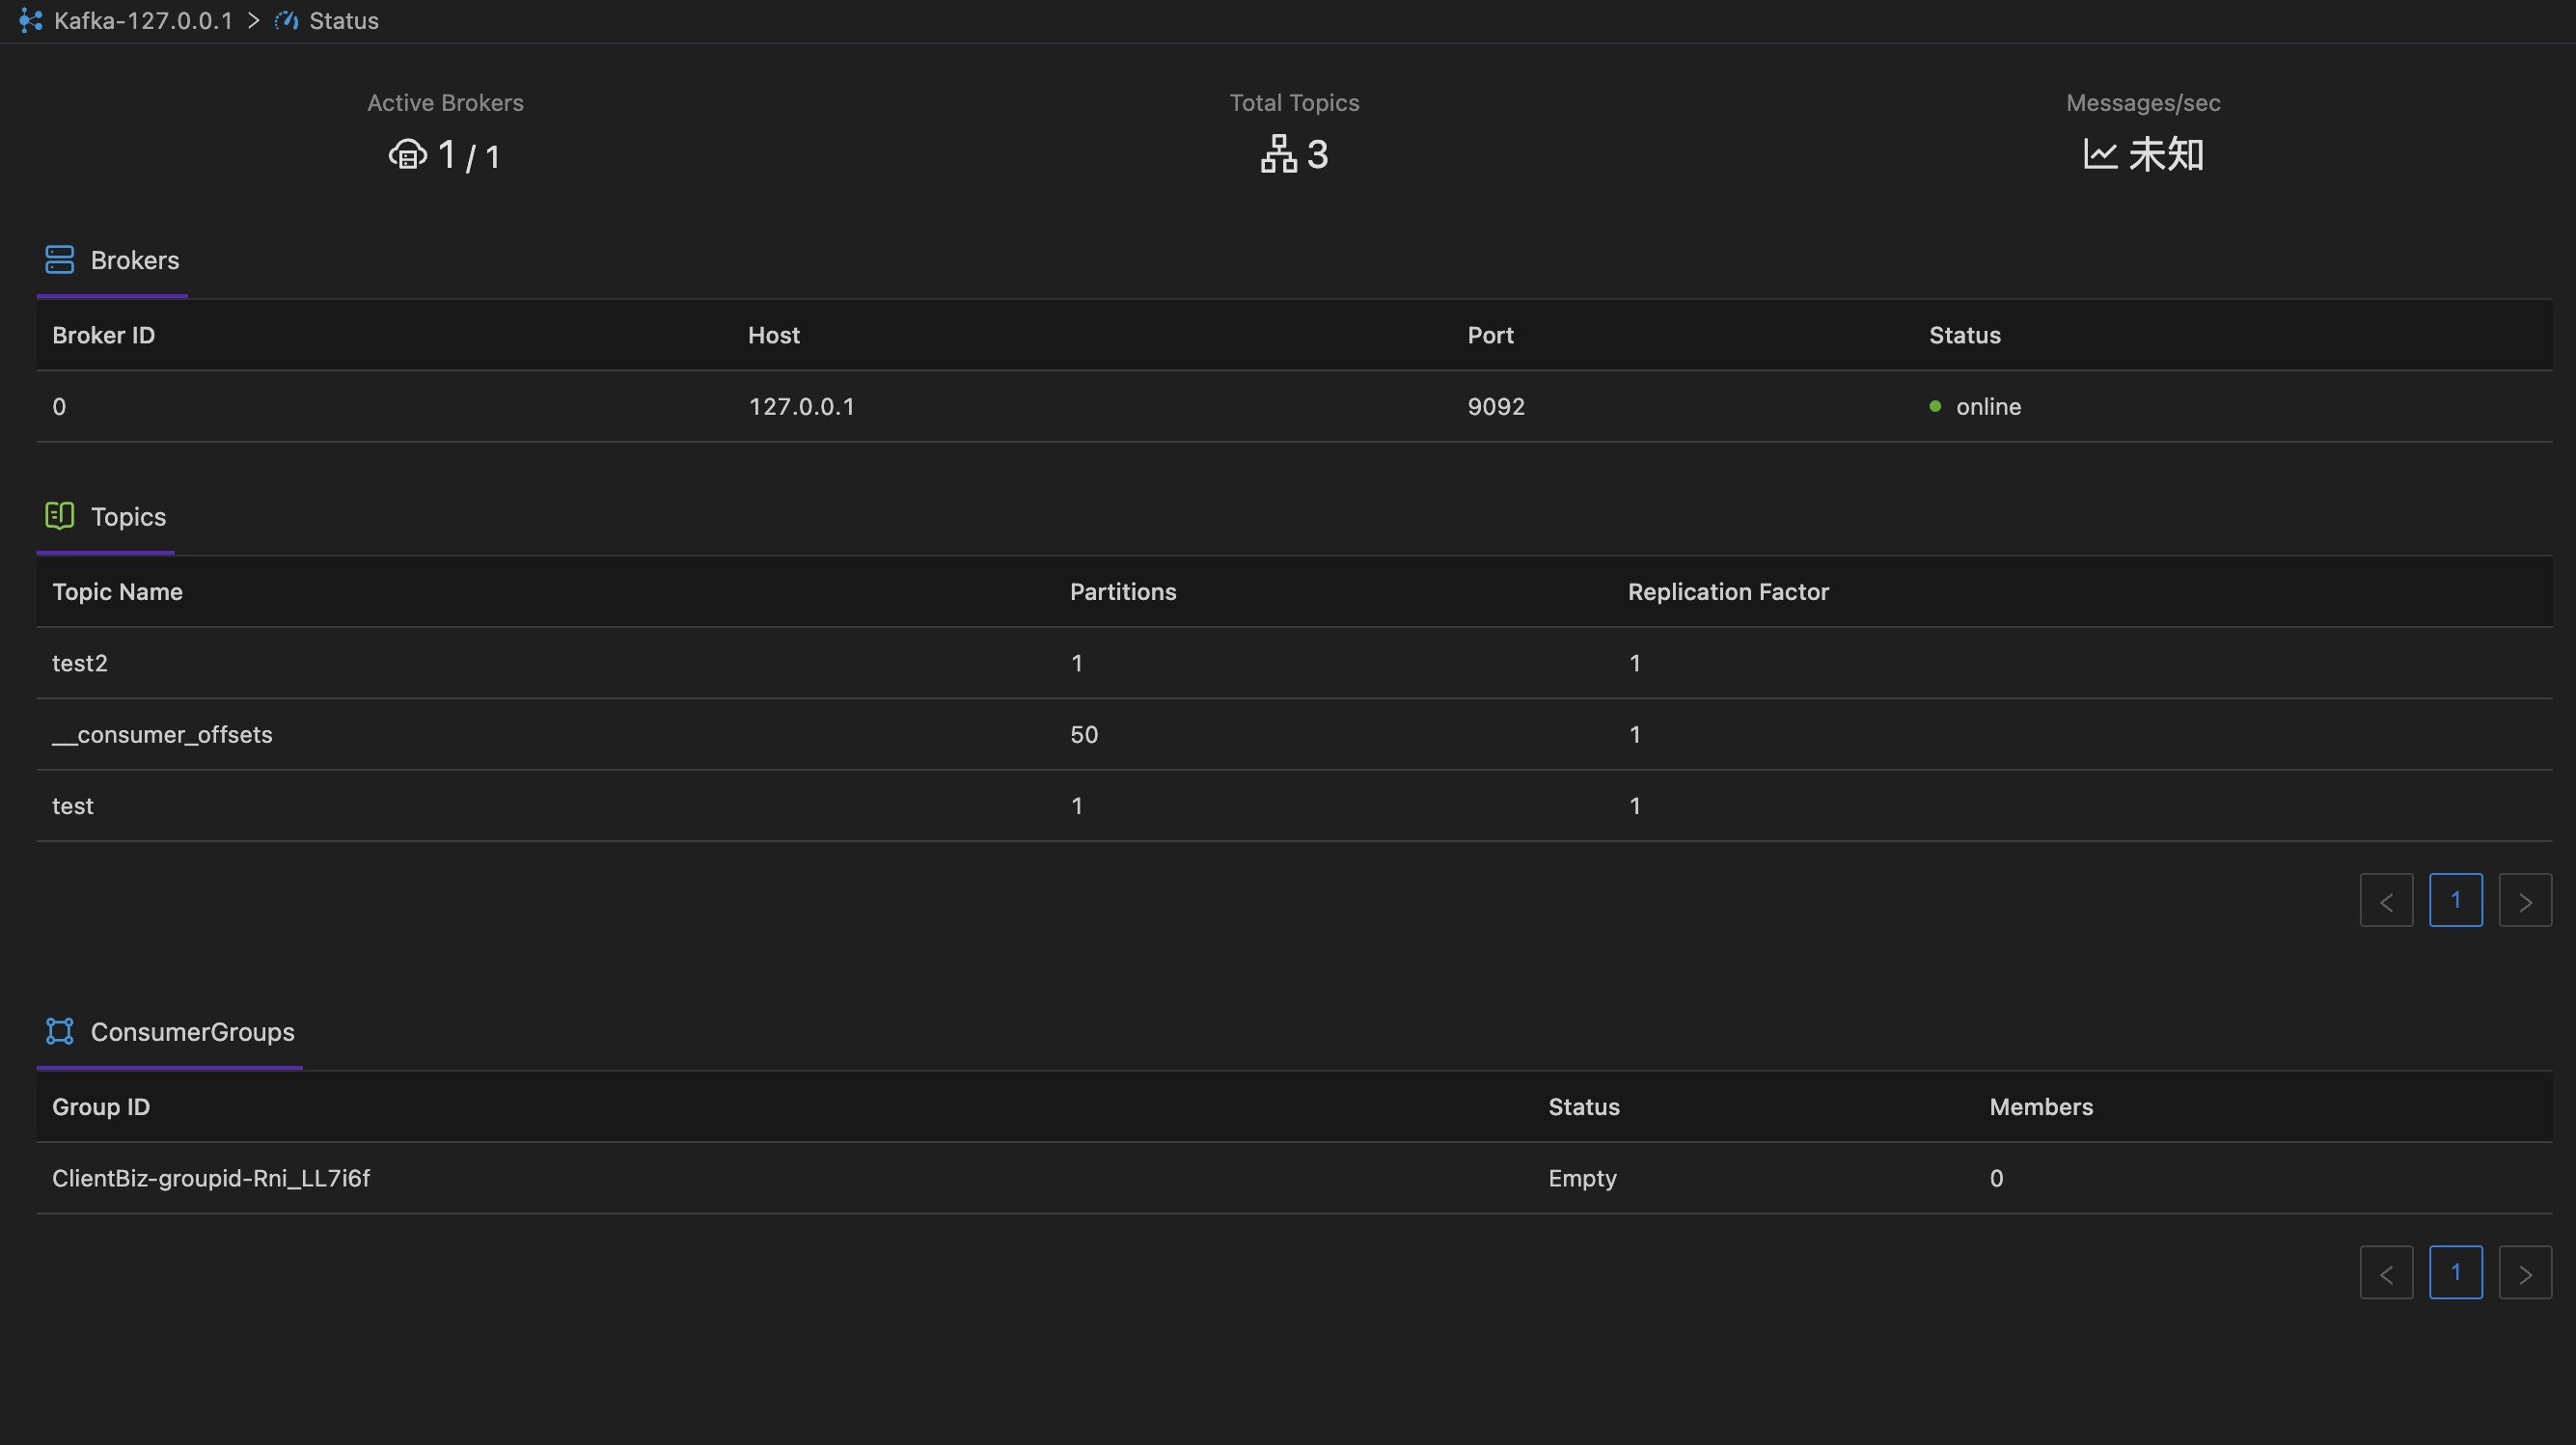 Kafka-127.0.0.1 > Status
Active Brokers Total Topics Messages/sec
1 / 1 3 未知
Brokers
Broker ID Host Port Status
0 127.0.0.1 9092 online
Topics
Topic Name Partitions Replication Factor
test2 1 1
__consumer_offsets 50 1
test 1 1
< 1 >
ConsumerGroups
Group ID Status Members
ClientBiz-groupid-Rni_LL7i6f Empty 0
< 1 >